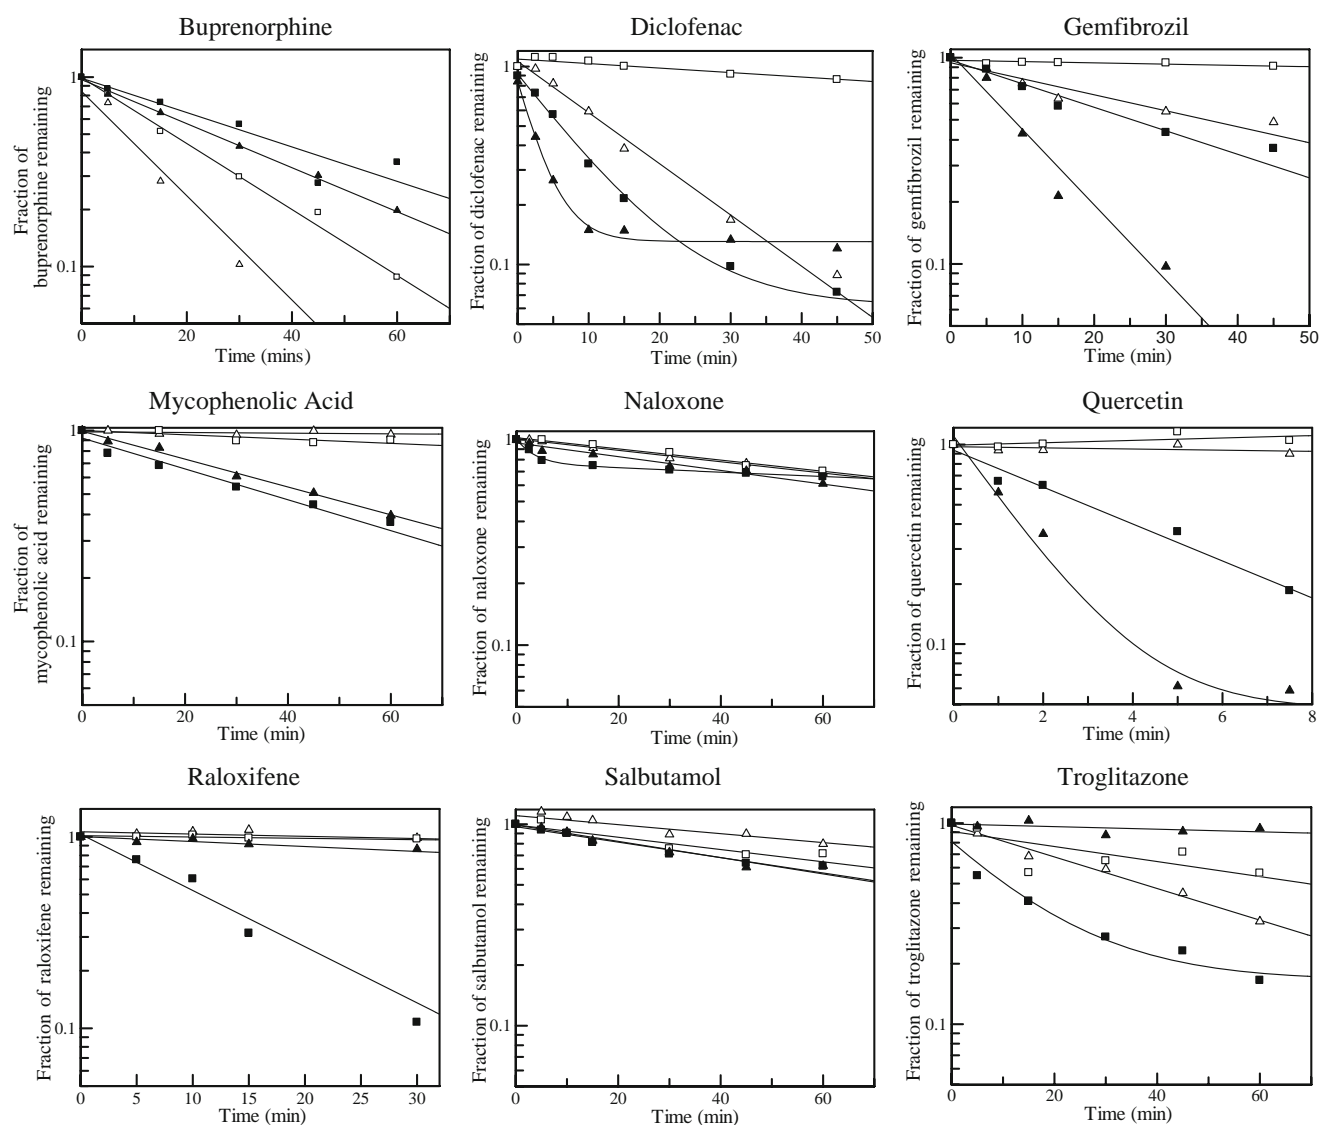 Buprenorphine
Fraction of
buprenorphine remaining
1
0.1
0
20
40
60
Time (mins)
Diclofenac
Fraction of diclofenac remaining
1
0.1
0
10
20
30
40
50
Time (min)
Gemfibrozil
Fraction of gemfibrozil remaining
1
0.1
0
10
20
30
40
50
Time (min)
Mycophenolic Acid
Fraction of
mycophenolic acid remaining
1
0.1
0
20
40
60
Time (min)
Naloxone
Fraction of naloxone remaining
1
0.1
0
20
40
60
Time (min)
Quercetin
Fraction of quercetin remaining
1
0.1
0
2
4
6
8
Time (min)
Raloxifene
Fraction of raloxifene remaining
1
0.1
0
5
10
15
20
25
30
Time (min)
Salbutamol
Fraction of salbutamol remaining
1
0.1
0
20
40
60
Time (min)
Troglitazone
Fraction of troglitazone remaining
1
0.1
0
20
40
60
Time (min)